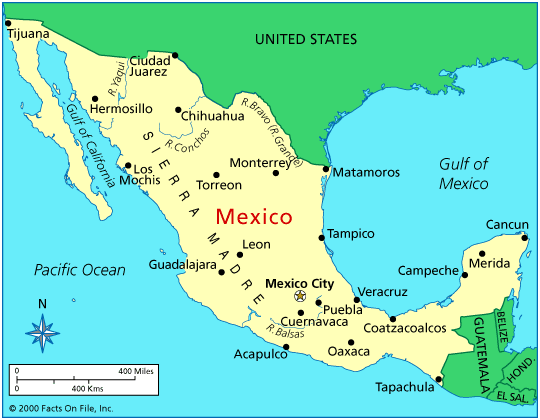 Tijuana
UNITED STATES
Ciudad
Juarez
R. Yaqui
Hermosillo
Gulf of California
Chihuahua
R. Bravo (R. Grande)
R. Conchos
SIERRA MADRE
Monterrey
Los
Mochis
Torreon
Matamoros
Gulf of
Mexico
Mexico
Cancun
Tampico
Leon
Merida
Pacific Ocean
Guadalajara
Campeche
Mexico City
Veracruz
N
Puebla
Cuernavaca
Coatzacoalcos
BELIZE
R. Balsas
GUATEMALA
Acapulco
Oaxaca
HOND.
0 400 Miles
0 400 Kms
Tapachula
EL SAL.
© 2000 Facts On File, Inc.